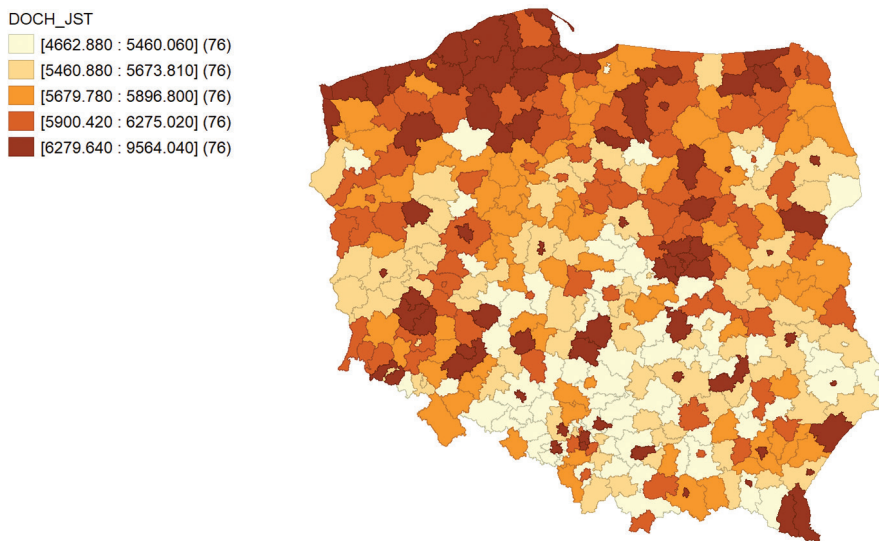 DOCH_JST
[4662.880 : 5460.060] (76)
[5460.880 : 5673.810] (76)
[5679.780 : 5896.800] (76)
[5900.420 : 6275.020] (76)
[6279.640 : 9564.040] (76)